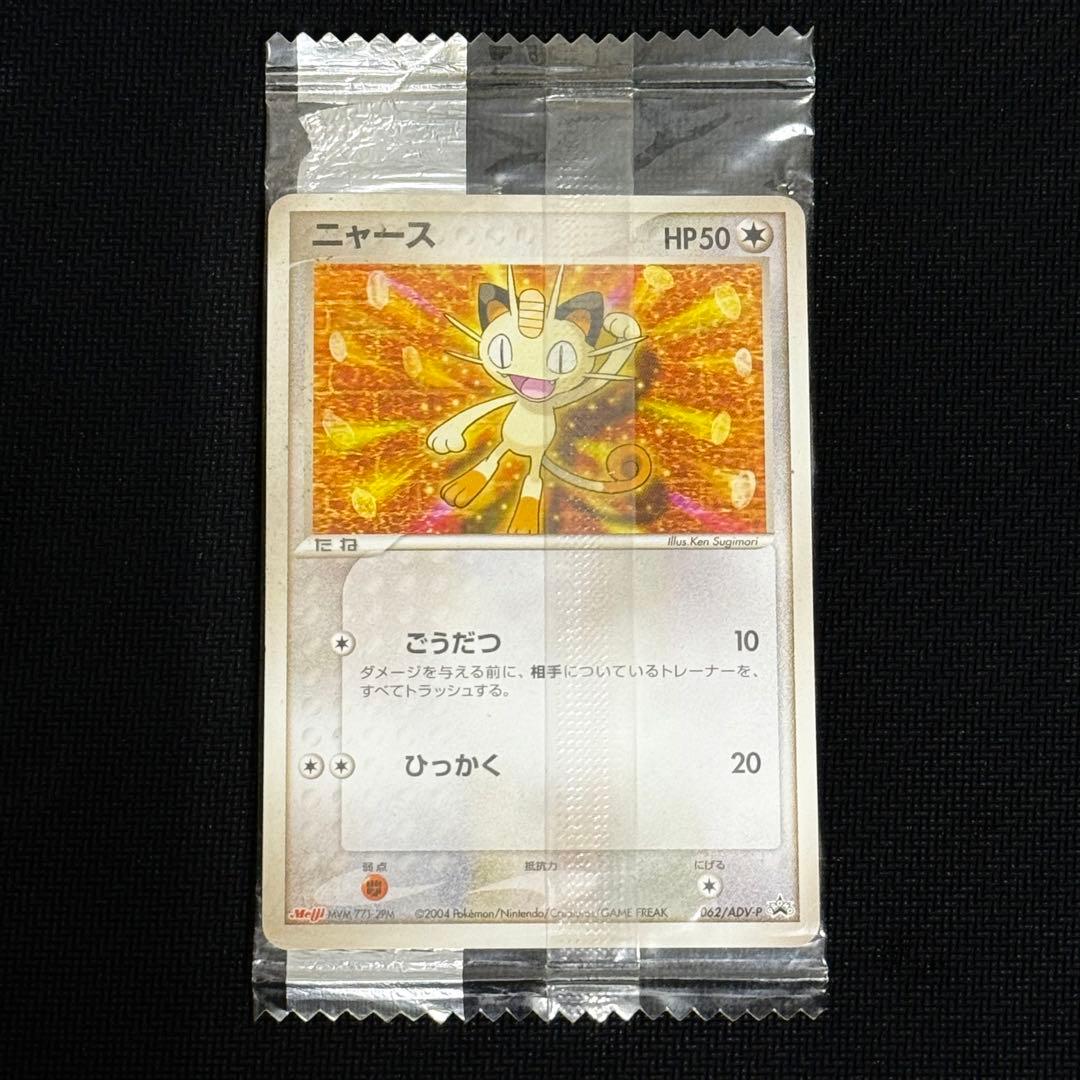 ニャース
HP50
Illus. Ken Sugimori
たね
ごうだつ 10
ダメージを与える前に、相手についているトレーナーを、
すべてトラッシュする。
ひっかく 20
弱点 抵抗力 にげる
Meiji MVM 773-2PM ©2004 Pokémon/Nintendo/Creatures/GAME FREAK 062/ADV-P